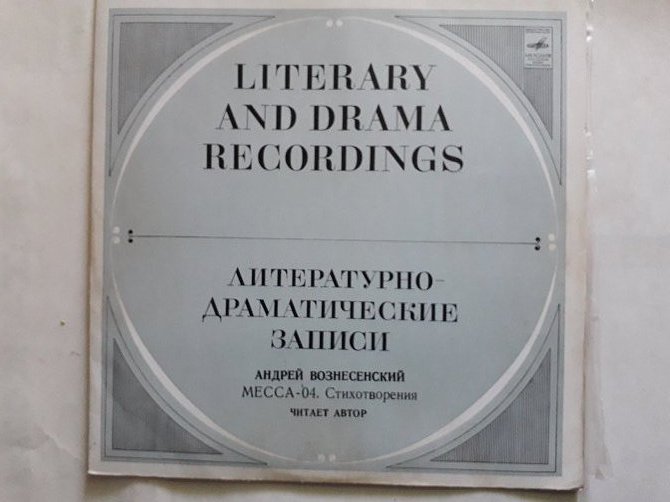 LITERARY
AND DRAMA
RECORDINGS
ЛИТЕРАТУРНО-
ДРАМАТИЧЕСКИЕ
ЗАПИСИ
АНДРЕЙ ВОЗНЕСЕНСКИЙ
МЕССА-04. Стихотворения
ЧИТАЕТ АВТОР